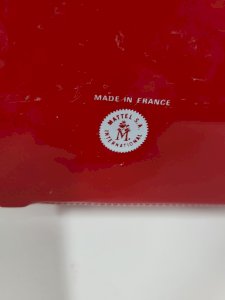 MADE IN FRANCE
MATTEL S.A.
M
INTERNATIONAL